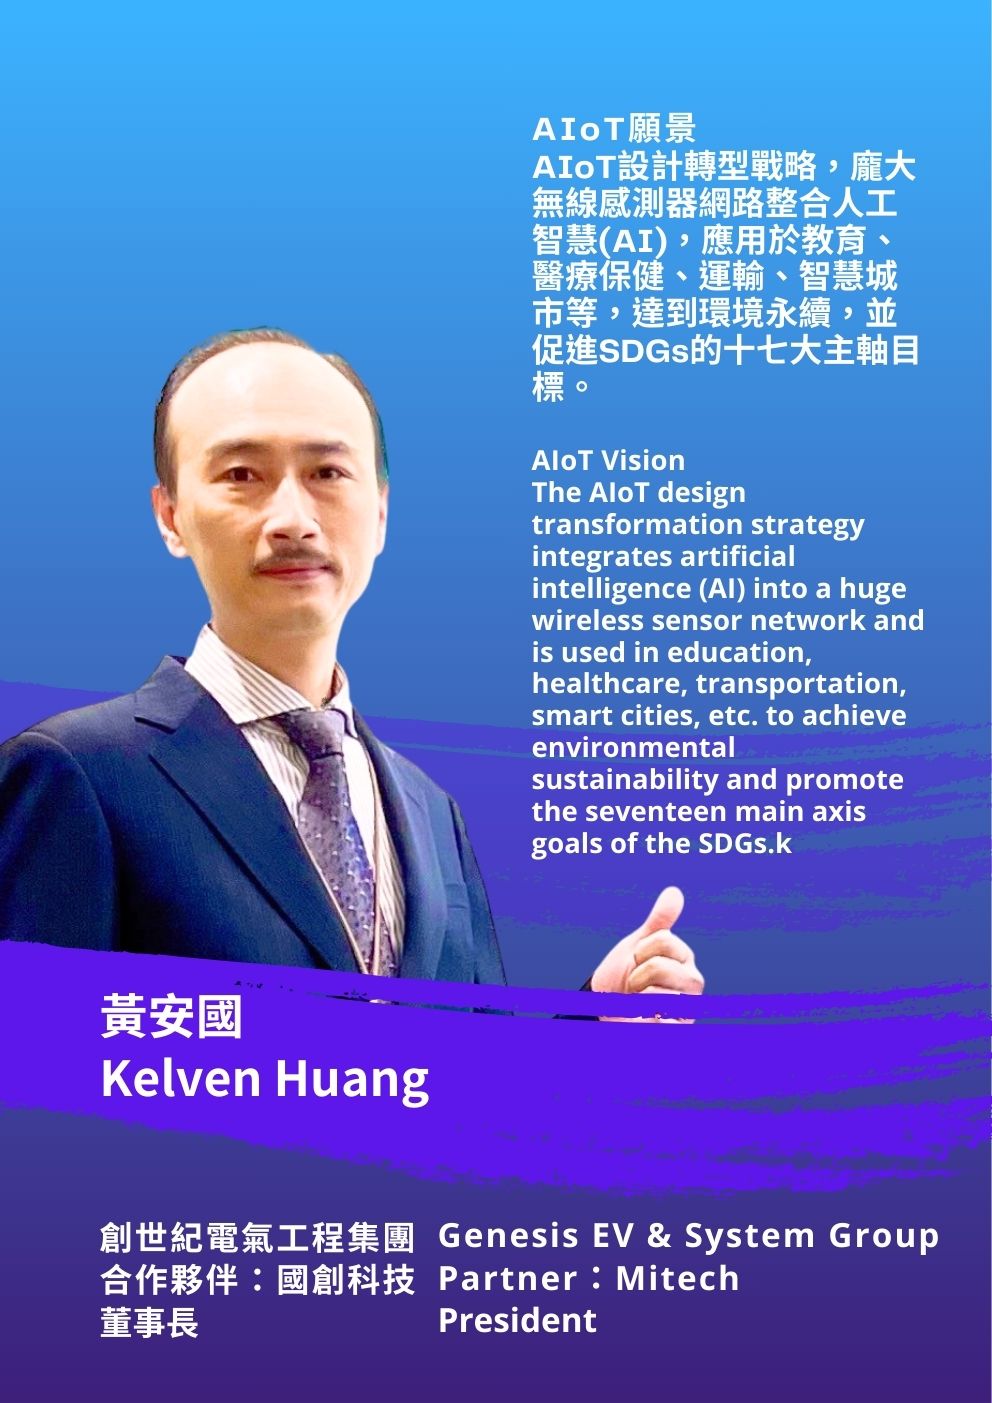 AIoT願景
AIoT設計轉型戰略，龐大
無線感測器網路整合人工
智慧(AI)，應用於教育、
醫療保健、運輸、智慧城
市等，達到環境永續，並
促進SDGs的十七大主軸目
標。
AIoT Vision
The AIoT design
transformation strategy
integrates artificial
intelligence (AI) into a huge
wireless sensor network and
is used in education,
healthcare, transportation,
smart cities, etc. to achieve
environmental
sustainability and promote
the seventeen main axis
goals of the SDGs.k
黃安國
Kelven Huang
創世紀電氣工程集團
合作夥伴：國創科技
董事長
Genesis EV & System Group
Partner：Mitech
President